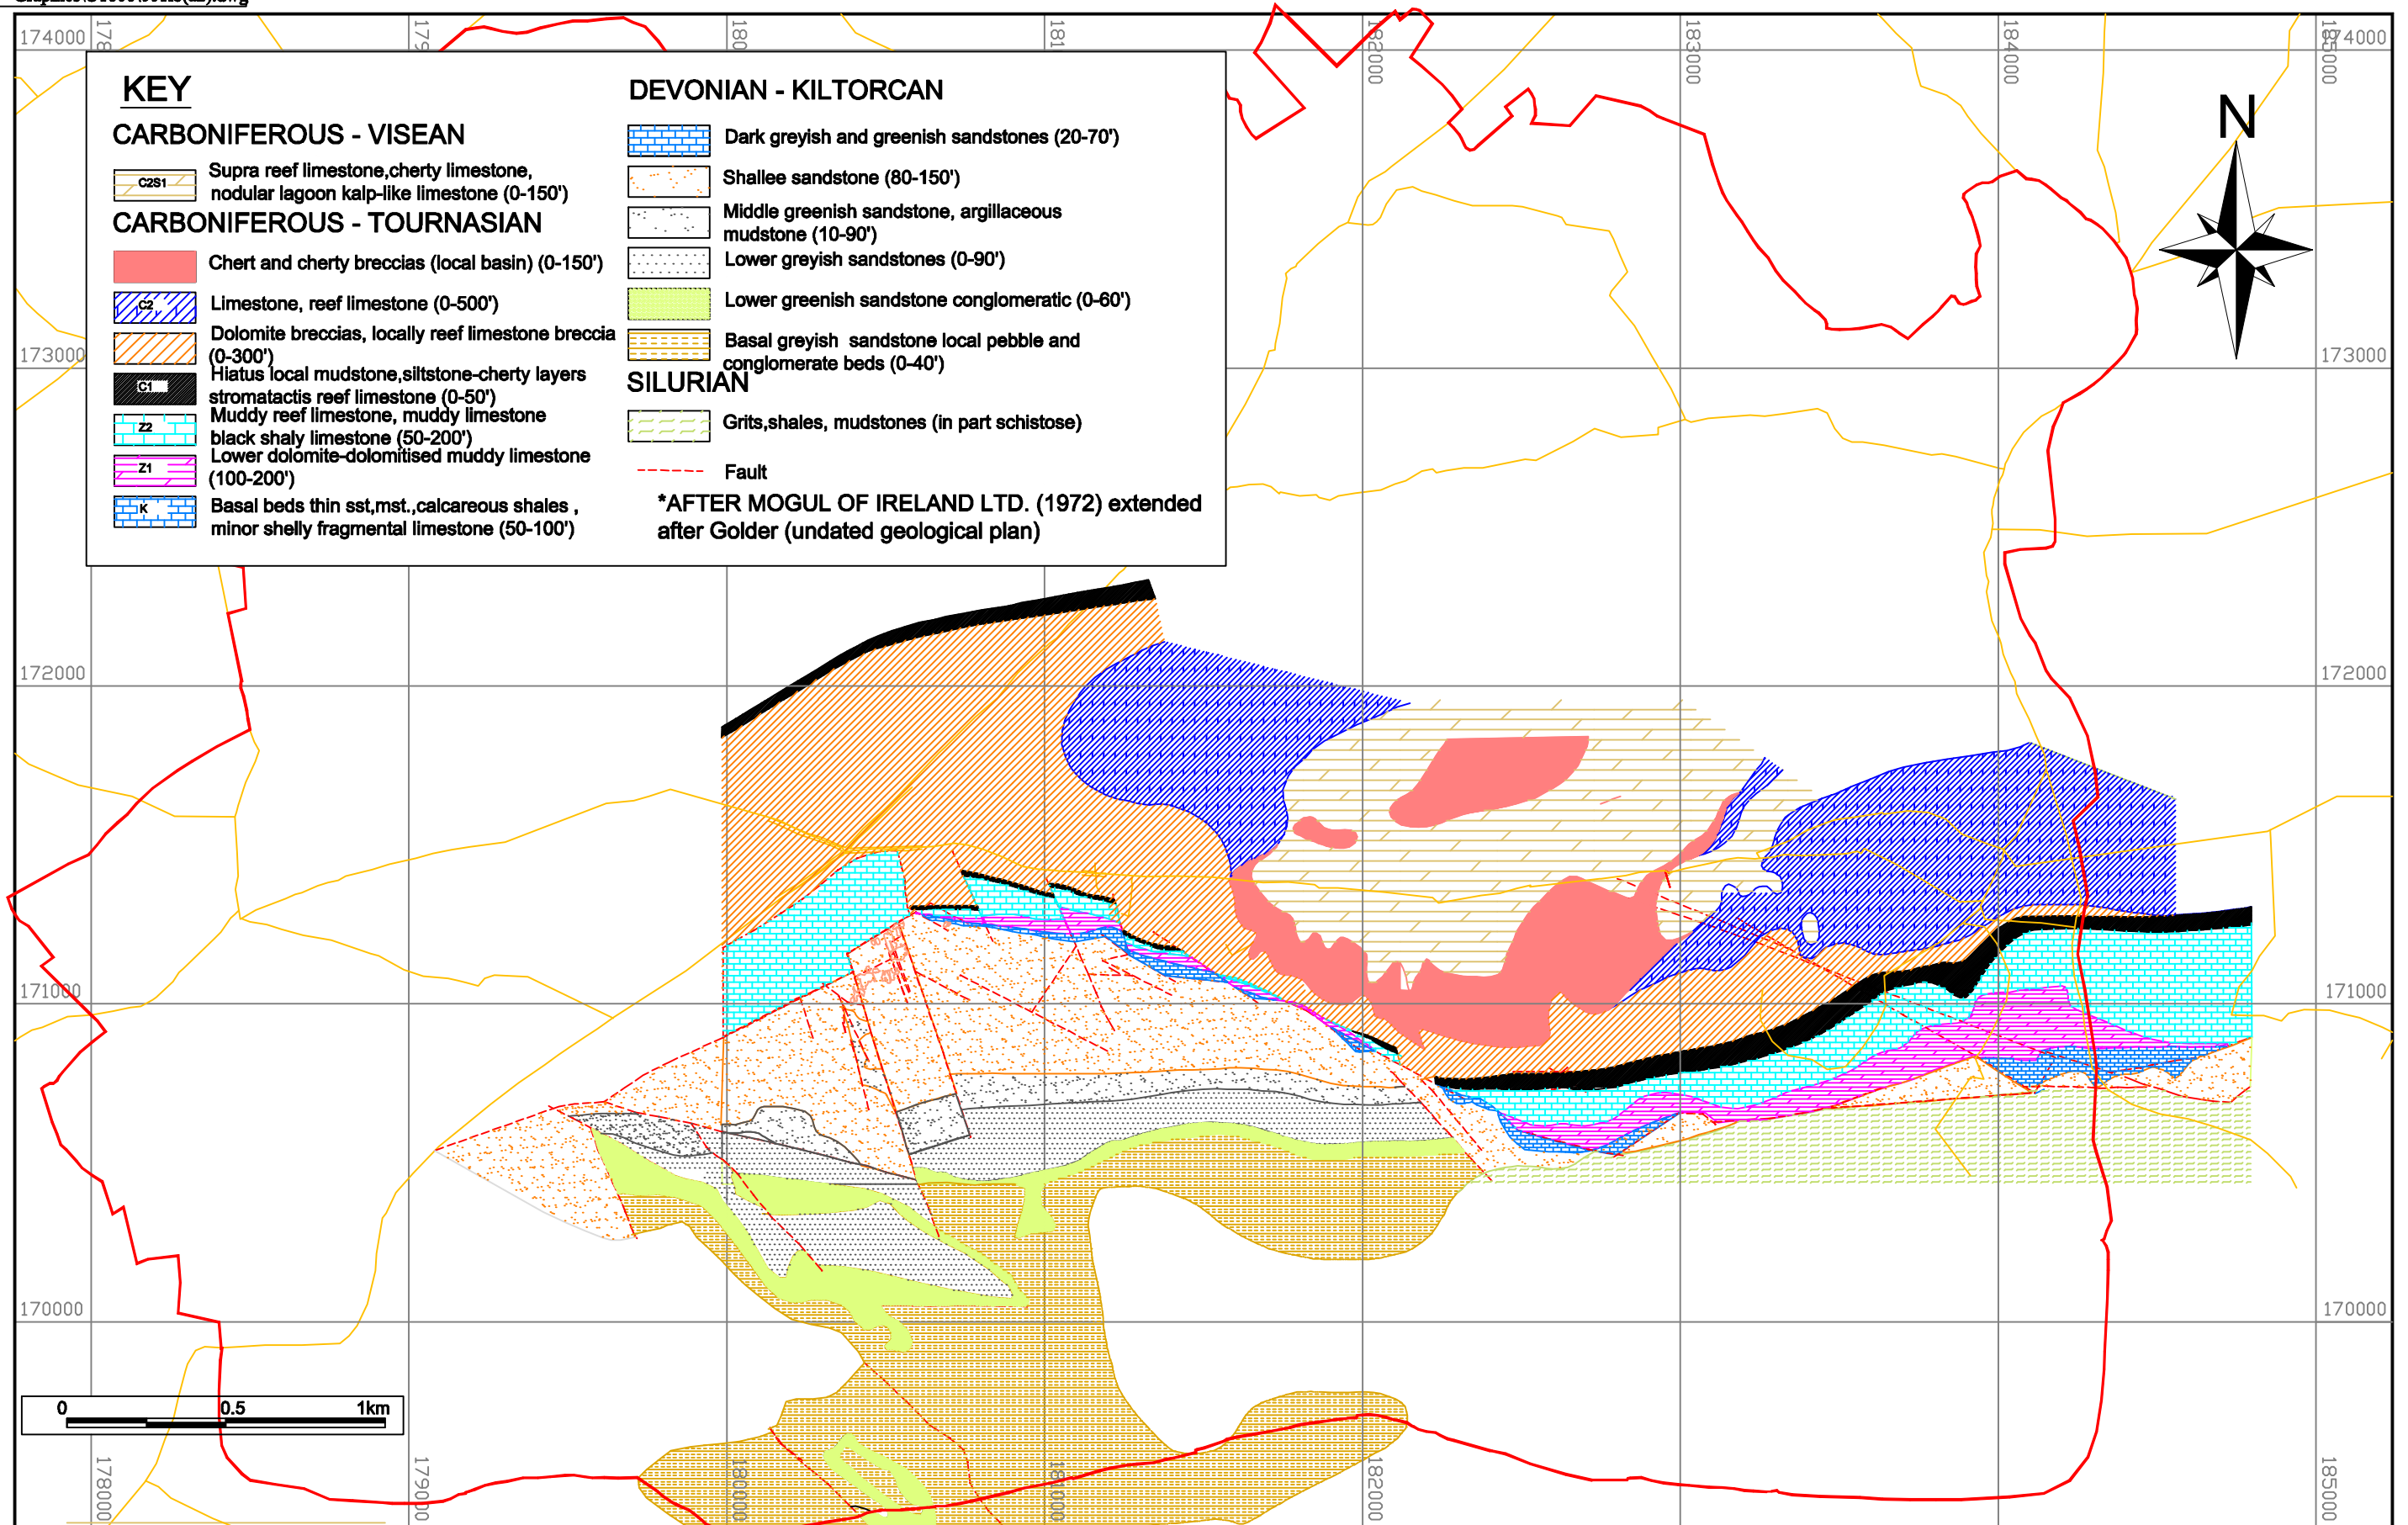 174000
179
180
181
182000
183000
184000
185000
174000
KEY
CARBONIFEROUS - VISEAN
C2S1
Supra reef limestone,cherty limestone,
nodular lagoon kalp-like limestone (0-150')
CARBONIFEROUS - TOURNASIAN
Chert and cherty breccias (local basin) (0-150')
C2
Limestone, reef limestone (0-500')
Dolomite breccias, locally reef limestone breccia
(0-300')
C1
Hiatus local mudstone,siltstone-cherty layers
stromatactis reef limestone (0-50')
Z2
Muddy reef limestone, muddy limestone
black shaly limestone (50-200')
Z1
Lower dolomite-dolomitised muddy limestone
(100-200')
K
Basal beds thin sst,mst.,calcareous shales ,
minor shelly fragmental limestone (50-100')
DEVONIAN - KILTORCAN
Dark greyish and greenish sandstones (20-70')
Shallee sandstone (80-150')
Middle greenish sandstone, argillaceous
mudstone (10-90')
Lower greyish sandstones (0-90')
Lower greenish sandstone conglomeratic (0-60')
Basal greyish sandstone local pebble and
conglomerate beds (0-40')
SILURIAN
Grits,shales, mudstones (in part schistose)
Fault
*AFTER MOGUL OF IRELAND LTD. (1972) extended
after Golder (undated geological plan)
N
173000
173000
172000
172000
171000
171000
170000
170000
0 0.5 1km
178000
179000
180000
181000
182000
185000